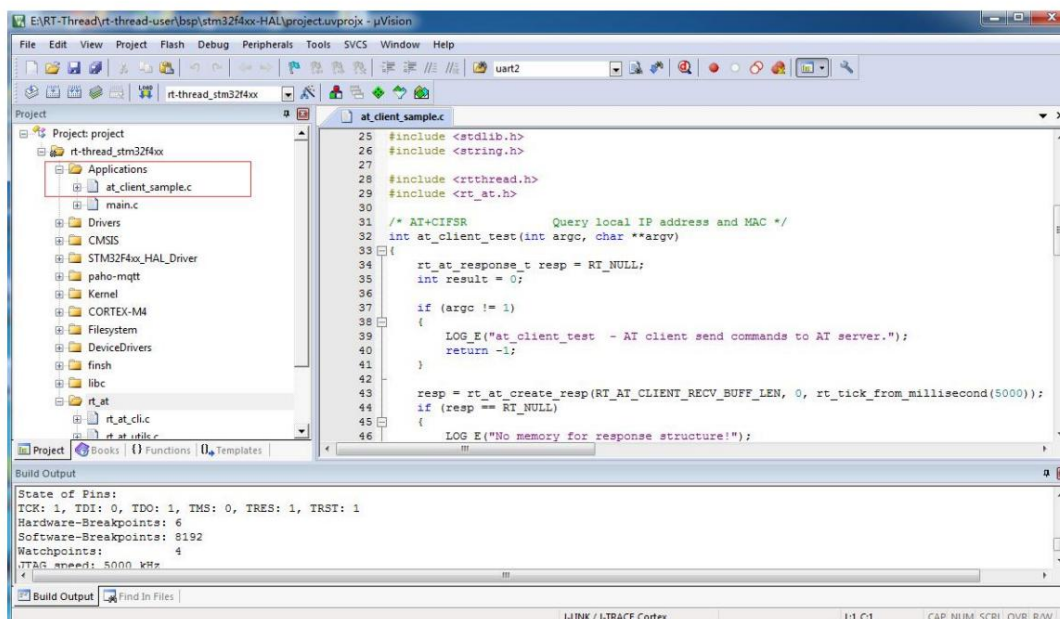 E:\RT-Thread\rt-thread-user\bsp\stm32f4xx-HAL\project.uvprojx - µVision
File Edit View Project Flash Debug Peripherals Tools SVCS Window Help
uart2
rt-thread_stm32f4xx
Project
Project: project
rt-thread_stm32f4xx
Applications
at_client_sample.c
main.c
Drivers
CMSIS
STM32F4xx_HAL_Driver
paho-mqtt
Kernel
CORTEX-M4
Filesystem
DeviceDrivers
finsh
libc
rt_at
rt_at_cli.c
rt_at_utils.c
Project Books {} Functions 0 Templates
at_client_sample.c
25 #include <stdlib.h>
26 #include <string.h>
27
28 #include <rtthread.h>
29 #include <rt_at.h>
30
31 /* AT+CIFSR Query local IP address and MAC */
32 int at_client_test(int argc, char **argv)
33 {
34 rt_at_response_t resp = RT_NULL;
35 int result = 0;
36
37 if (argc != 1)
38 {
39 LOG_E("at_client_test - AT client send commands to AT server.");
40 return -1;
41 }
42
43 resp = rt_at_create_resp(RT_AT_CLIENT_RECV_BUFF_LEN, 0, rt_tick_from_millisecond(5000));
44 if (resp == RT_NULL)
45 {
46 LOG_E("No memory for response structure!");
Build Output
State of Pins:
TCK: 1, TDI: 0, TDO: 1, TMS: 0, TRES: 1, TRST: 1
Hardware-Breakpoints: 6
Software-Breakpoints: 8192
Watchpoints: 4
JTAG speed: 5000 kHz
Build Output Find In Files
J-LINK / J-TRACE Cortex L:1 C:1 CAP NUM SCRL OVR R/W